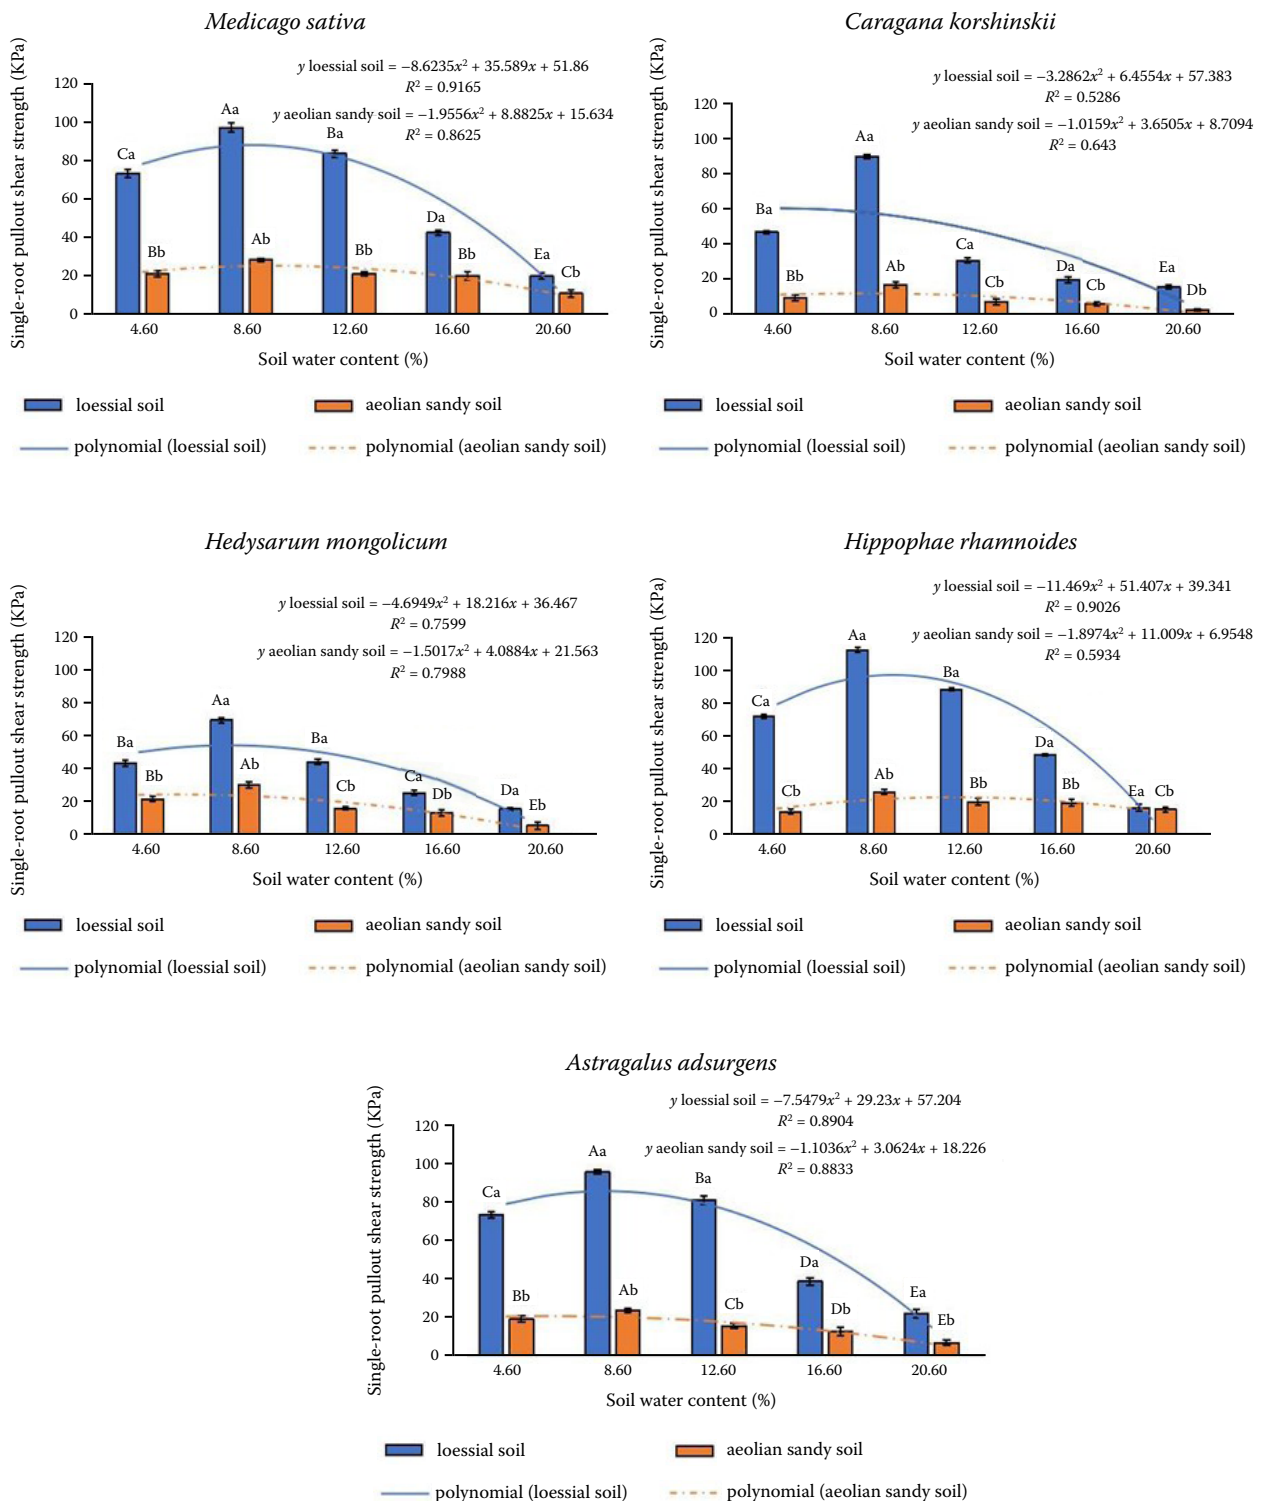 Medicago sativa
Single-root pullout shear strength (KPa)
y loessial soil = −8.6235x² + 35.589x + 51.86
R² = 0.9165
y aeolian sandy soil = −1.9556x² + 8.8825x + 15.634
R² = 0.8625
120
100
80
60
40
20
0
Ca
Bb
Aa
Ab
Ba
Bb
Da
Bb
Ea
Cb
4.60 8.60 12.60 16.60 20.60
Soil water content (%)
loessial soil aeolian sandy soil
polynomial (loessial soil) polynomial (aeolian sandy soil)
Caragana korshinskii
Single-root pullout shear strength (KPa)
y loessial soil = −3.2862x² + 6.4554x + 57.383
R² = 0.5286
y aeolian sandy soil = −1.0159x² + 3.6505x + 8.7094
R² = 0.643
120
100
80
60
40
20
0
Ba
Bb
Aa
Ab
Ca
Cb
Da
Cb
Ea
Db
4.60 8.60 12.60 16.60 20.60
Soil water content (%)
loessial soil aeolian sandy soil
polynomial (loessial soil) polynomial (aeolian sandy soil)
Hedysarum mongolicum
Single-root pullout shear strength (KPa)
y loessial soil = −4.6949x² + 18.216x + 36.467
R² = 0.7599
y aeolian sandy soil = −1.5017x² + 4.0884x + 21.563
R² = 0.7988
120
100
80
60
40
20
0
Ba
Bb
Aa
Ab
Ba
Cb
Ca
Db
Da
Eb
4.60 8.60 12.60 16.60 20.60
Soil water content (%)
loessial soil aeolian sandy soil
polynomial (loessial soil) polynomial (aeolian sandy soil)
Hippophae rhamnoides
Single-root pullout shear strength (KPa)
y loessial soil = −11.469x² + 51.407x + 39.341
R² = 0.9026
y aeolian sandy soil = −1.8974x² + 11.009x + 6.9548
R² = 0.5934
120
100
80
60
40
20
0
Ca
Cb
Aa
Ab
Ba
Bb
Da
Bb
Ea
Cb
4.60 8.60 12.60 16.60 20.60
Soil water content (%)
loessial soil aeolian sandy soil
polynomial (loessial soil) polynomial (aeolian sandy soil)
Astragalus adsurgens
Single-root pullout shear strength (KPa)
y loessial soil = −7.5479x² + 29.23x + 57.204
R² = 0.8904
y aeolian sandy soil = −1.1036x² + 3.0624x + 18.226
R² = 0.8833
120
100
80
60
40
20
0
Ca
Bb
Aa
Ab
Ba
Cb
Da
Db
Ea
Eb
4.60 8.60 12.60 16.60 20.60
Soil water content (%)
loessial soil aeolian sandy soil
polynomial (loessial soil) polynomial (aeolian sandy soil)